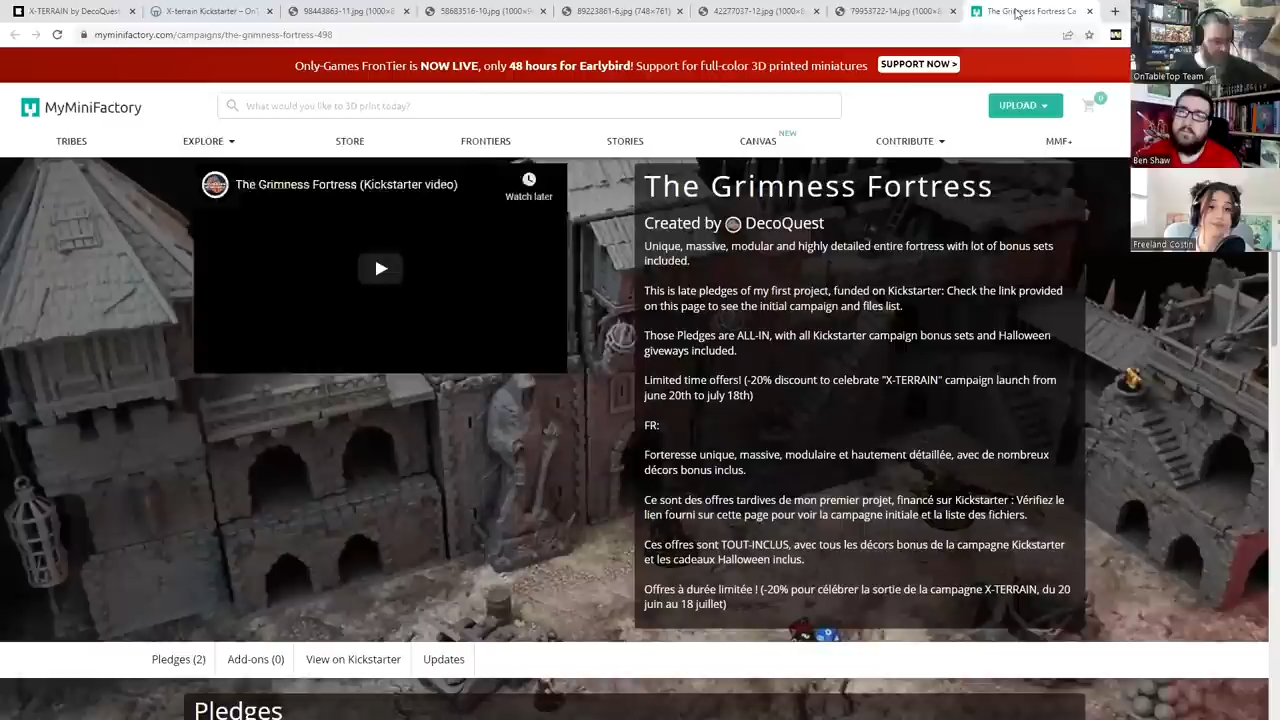 X-TERRAIN by DecoQuest
X-terrain Kickstarter – OnT
98443863-11.jpg (1000×8
58683516-10.jpg (1000×9
89223861-6.jpg (748×761)
42277037-12.jpg (1000×8
79953722-14.jpg (1000×8
The Grimness Fortress Ca
myminifactory.com/campaigns/the-grimness-fortress-498
OnTableTop Team
Only-Games FronTier is NOW LIVE, only 48 hours for Earlybird! Support for full-color 3D printed miniatures
SUPPORT NOW >
MyMiniFactory
What would you like to 3D print today?
UPLOAD
0
TRIBES
EXPLORE
STORE
FRONTIERS
STORIES
CANVAS
NEW
CONTRIBUTE
MMF+
Ben Shaw
Freeland Costin
The Grimness Fortress (Kickstarter video)
Watch later
The Grimness Fortress
Created by DecoQuest
Unique, massive, modular and highly detailed entire fortress with lot of bonus sets
included.
This is late pledges of my first project, funded on Kickstarter: Check the link provided
on this page to see the initial campaign and files list.
Those Pledges are ALL-IN, with all Kickstarter campaign bonus sets and Halloween
giveways included.
Limited time offers! (-20% discount to celebrate "X-TERRAIN" campaign launch from
june 20th to july 18th)
FR:
Forteresse unique, massive, modulaire et hautement détaillée, avec de nombreux
décors bonus inclus.
Ce sont des offres tardives de mon premier projet, financé sur Kickstarter : Vérifiez le
lien fourni sur cette page pour voir la campagne initiale et la liste des fichiers.
Ces offres sont TOUT-INCLUS, avec tous les décors bonus de la campagne Kickstarter
et les cadeaux Halloween inclus.
Offres à durée limitée ! (-20% pour célébrer la sortie de la campagne X-TERRAIN, du 20
juin au 18 juillet)
Pledges (2)
Add-ons (0)
View on Kickstarter
Updates
Pledges